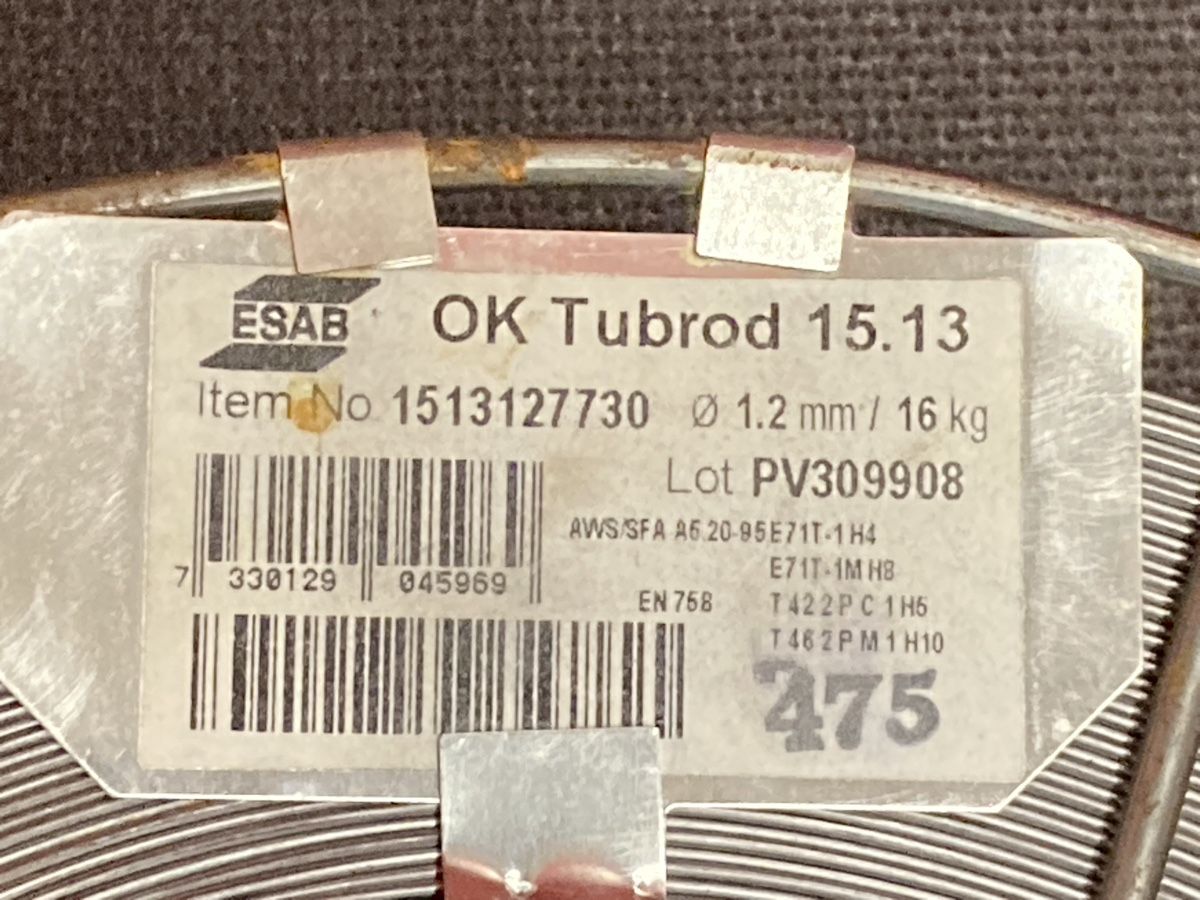 ESAB OK Tubrod 15.13
Item No 1513127730 Ø 1.2 mm / 16 kg
Lot PV309908
AWS/SFA A5.20-95 E71T-1 H4
E71T-1M H8
7 330129 045969
EN 758 T 42 2 P C 1 H5
T 46 2 P M 1 H10
475